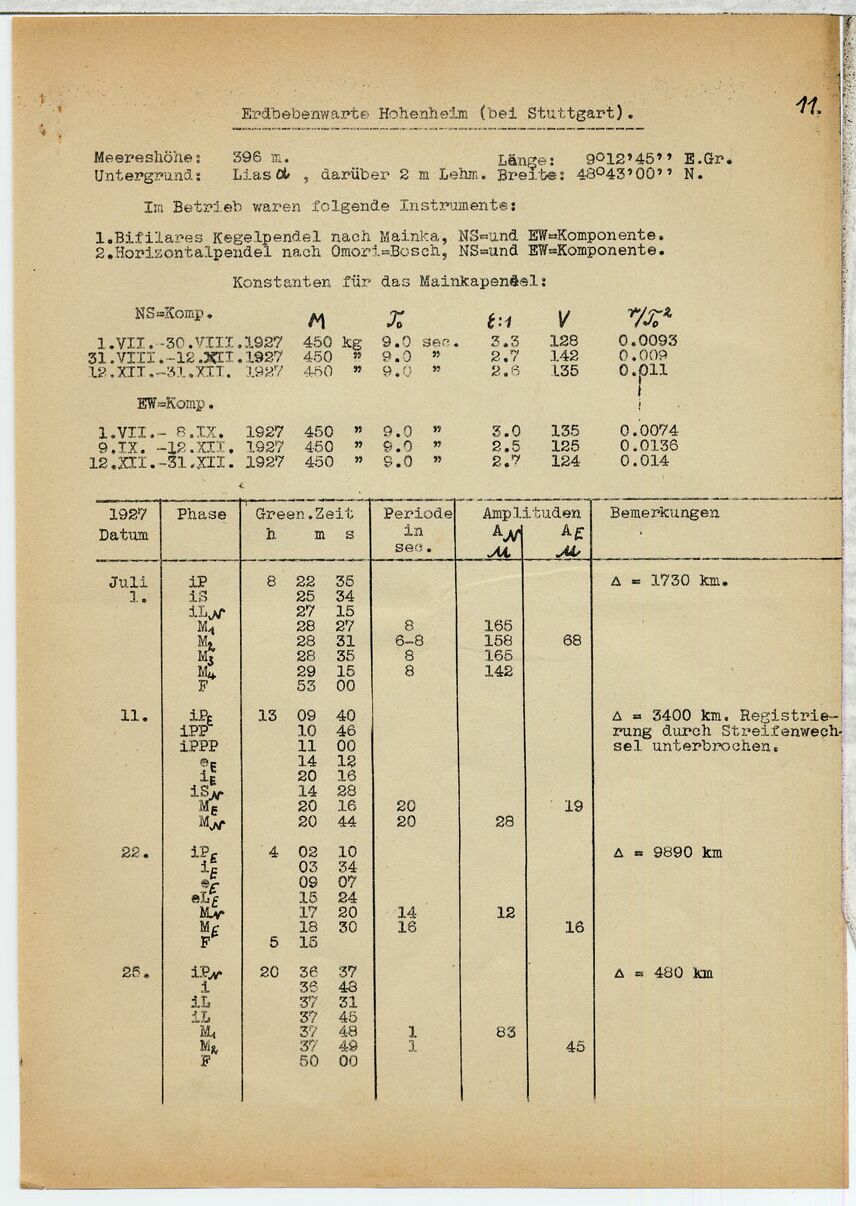 11.
Erdbebenwarte Hohenheim (bei Stuttgart).
Meereshöhe: 396 m. Länge: 9°12'45'' E.Gr.
Untergrund: Lias α , darüber 2 m Lehm. Breite: 48°43'00'' N.
Im Betrieb waren folgende Instrumente:
1.Bifilares Kegelpendel nach Mainka, NS=und EW=Komponente.
2.Horizontalpendel nach Omori=Bosch, NS=und EW=Komponente.
Konstanten für das Mainkapendel:
NS=Komp. M T₀ ε:1 V r/T₀²
1.VII.-30.VIII.1927 450 kg 9.0 sec. 3.3 128 0.0093
31.VIII.-12.XII.1927 450 " 9.0 " 2.7 142 0.009
12.XII.-31.XII. 1927 450 " 9.0 " 2.6 135 0.011
EW=Komp.
1.VII.- 8.IX. 1927 450 " 9.0 " 3.0 135 0.0074
9.IX. -12.XII. 1927 450 " 9.0 " 2.5 125 0.0136
12.XII.-31.XII. 1927 450 " 9.0 " 2.7 124 0.014
1927 Phase Green.Zeit Periode Amplituden Bemerkungen
Datum h m s in A_N A_E
sec. μ μ
Juli iP 8 22 35 Δ = 1730 km.
1. iS 25 34
iL_N 27 15
M₁ 28 27 8 165
M₂ 28 31 6-8 158 68
M₃ 28 35 8 165
M₄ 29 15 8 142
F 53 00
11. iP_E 13 09 40 Δ = 3400 km. Registrie-
iPP 10 46 rung durch Streifenwech-
iPPP 11 00 sel unterbrochen.
e_E 14 12
i_E 20 16
iS_N 14 28
M_E 20 16 20 19
M_N 20 44 20 28
22. iP_E 4 02 10 Δ = 9890 km
i_E 03 34
e_E 09 07
eL_E 15 24
M_N 17 20 14 12
M_E 18 30 16 16
F 5 15
25. iP_N 20 36 37 Δ = 480 km
i 36 48
iL 37 31
iL 37 45
M₁ 37 48 1 83
M₂ 37 49 1 45
F 50 00